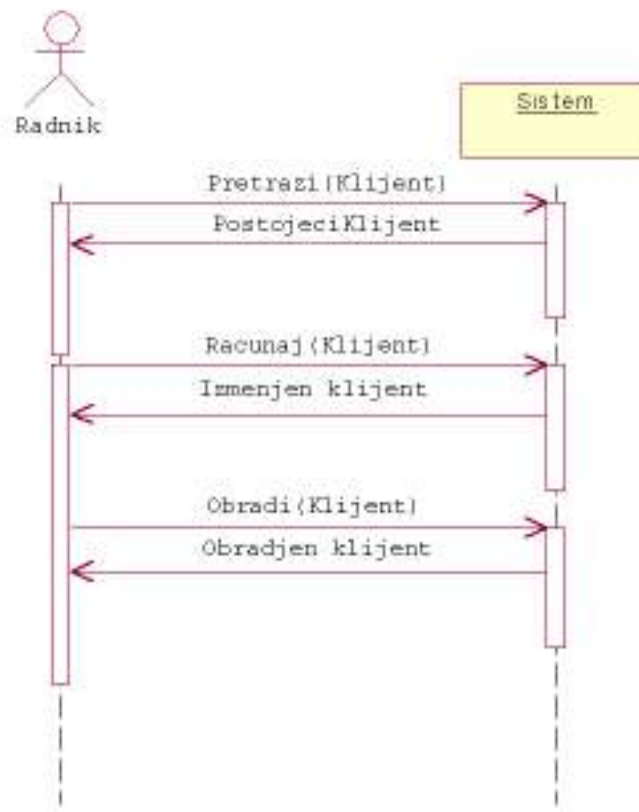 Radnik
Sistem
Pretrazi(Klijent)
PostojeciKlijent
Racunaj(Klijent)
Izmenjen klijent
Obradi(Klijent)
Obradjen klijent